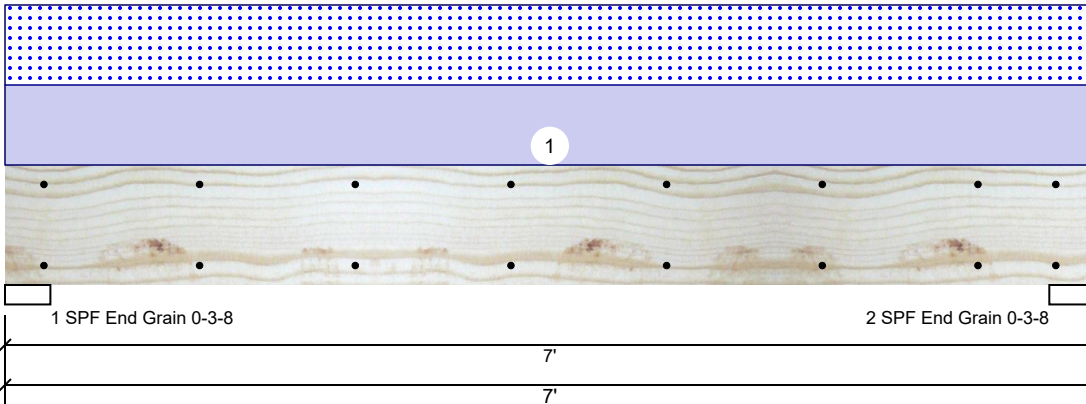 1
1 SPF End Grain 0-3-8
2 SPF End Grain 0-3-8
7'
7'